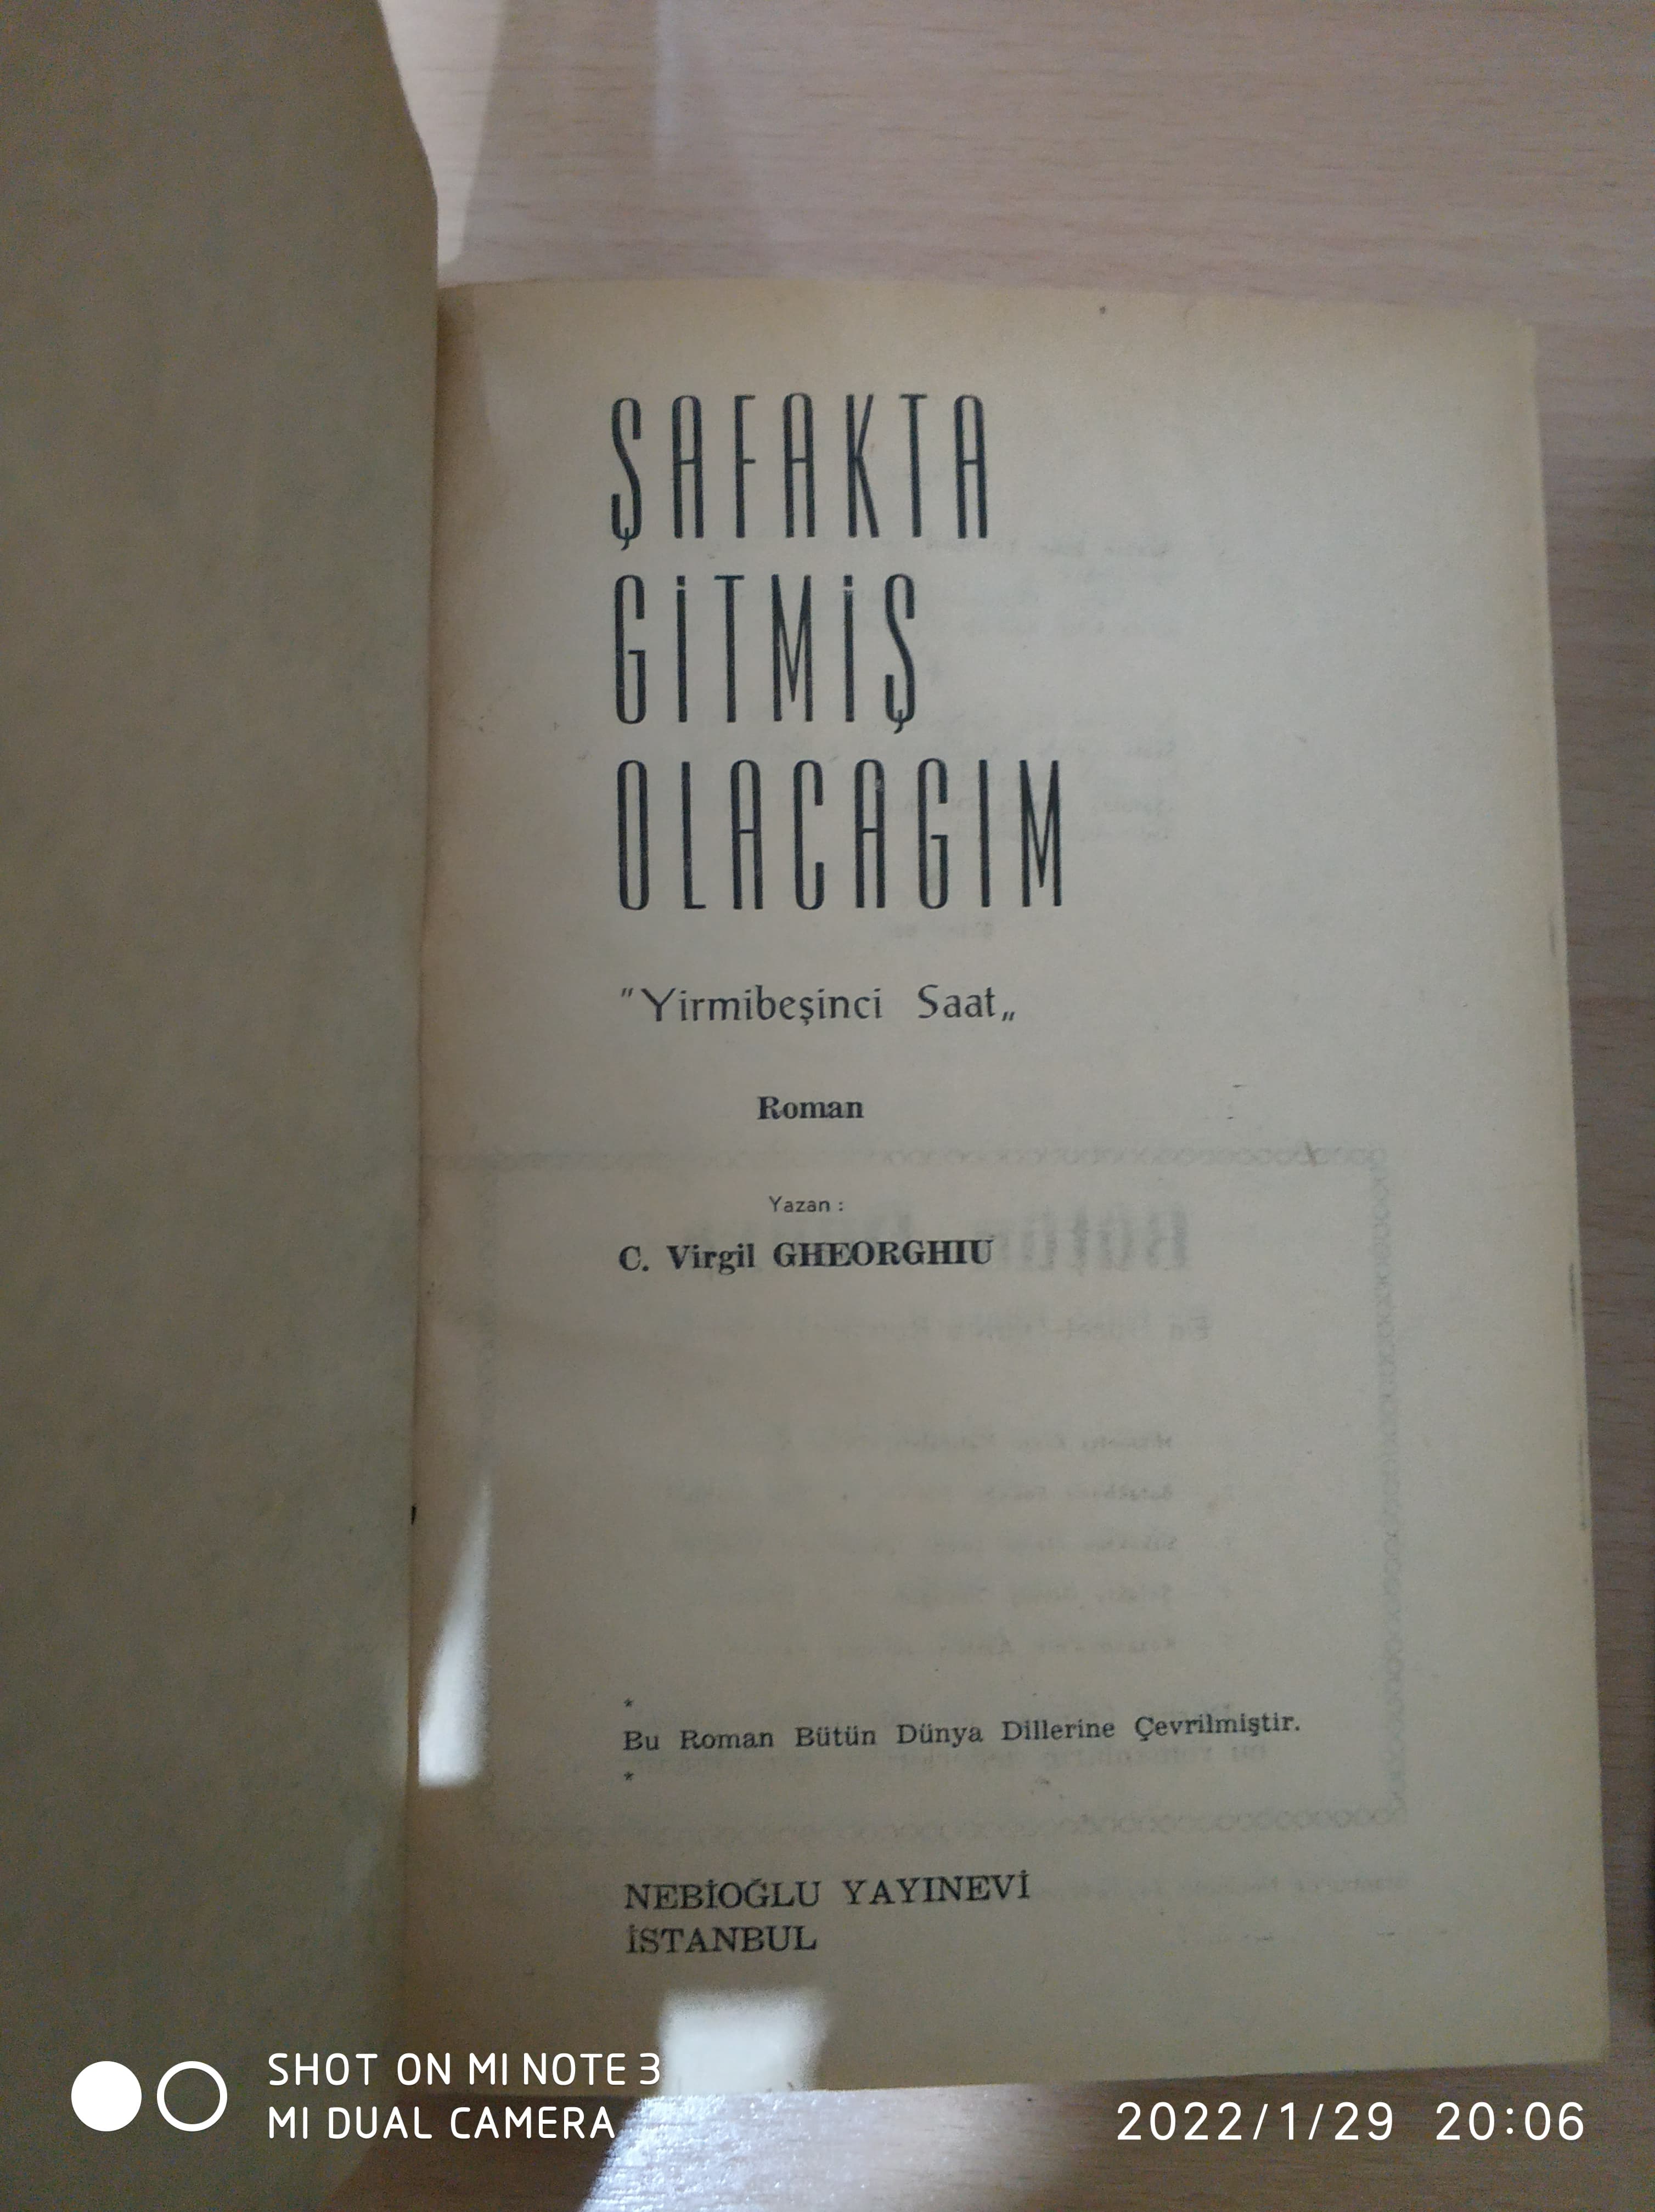 ŞAFAKTA
GİTMİŞ
OLACAGIM
"Yirmibeşinci Saat„
Roman
Yazan :
C. Virgil GHEORGHIU
*
Bu Roman Bütün Dünya Dillerine Çevrilmiştir.
*
NEBİOĞLU YAYINEVİ
İSTANBUL
SHOT ON MI NOTE 3
MI DUAL CAMERA
2022/1/29 20:06